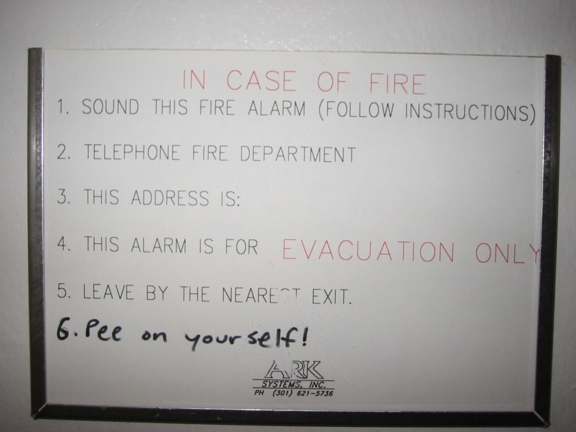 IN CASE OF FIRE
1. SOUND THIS FIRE ALARM (FOLLOW INSTRUCTIONS)
2. TELEPHONE FIRE DEPARTMENT
3. THIS ADDRESS IS:
4. THIS ALARM IS FOR EVACUATION ONLY
5. LEAVE BY THE NEAREST EXIT.
6. Pee on yourself!
ARK
SYSTEMS, INC.
PH (301) 621-5736